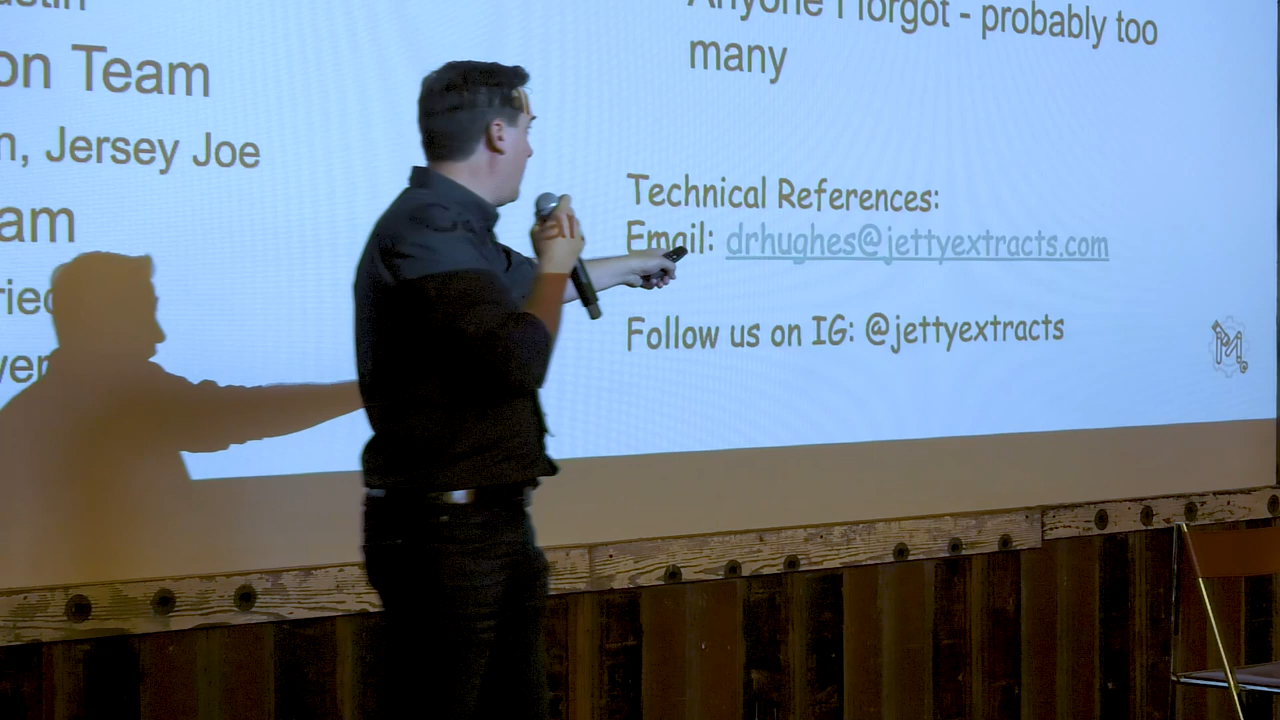 on Team
Jersey Joe
Anyone I forgot - probably too
many
Technical References:
Email: drhughes@jettyextracts.com
Follow us on IG: @jettyextracts